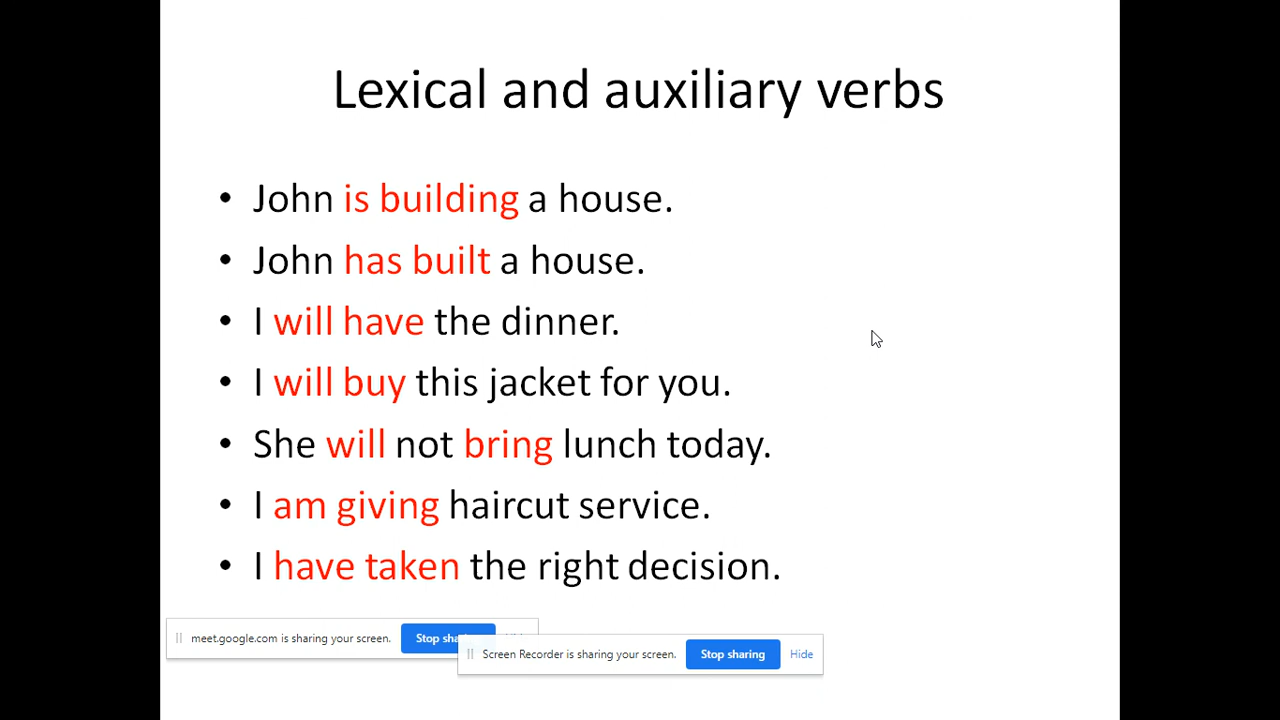 Lexical and auxiliary verbs
• John is building a house.
• John has built a house.
• I will have the dinner.
• I will buy this jacket for you.
• She will not bring lunch today.
• I am giving haircut service.
• I have taken the right decision.
meet.google.com is sharing your screen. Stop
Screen Recorder is sharing your screen. Stop sharing Hide